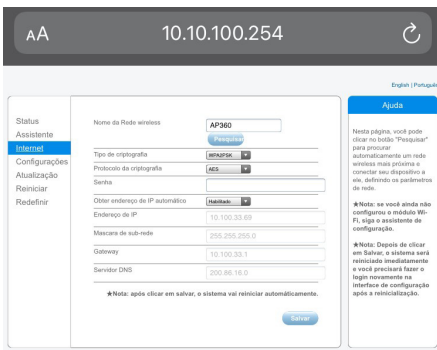 AA
10.10.100.254
English | Português
Status
Assistente
Internet
Configurações
Atualização
Reiniciar
Redefinir
Nome da Rede wireless
AP360
Pesquisar
Tipo de criptografia
WPA2PSK
Protocolo da criptografia
AES
Senha
Obter endereço de IP automático
Habilitado
Endereço de IP
10.100.33.69
Mascara de sub-rede
255.255.255.0
Gateway
10.100.33.1
Servidor DNS
200.86.16.0
★Nota: após clicar em salvar, o sistema vai reiniciar automáticamente.
Salvar
Ajuda
Nesta página, você pode
clicar no botão "Pesquisar"
para procurar
automaticamente um rede
wireless mais próxima e
conectar seu dispositivo a
ele, definindo os parâmetros
de rede.
★Nota: se você ainda não
configurou o módulo Wi-
Fi, siga o assistente de
configuração.
★Nota: Depois de clicar
em Salvar, o sistema será
reiniciado imediatamente
e você precisará fazer o
login novamente na
interface de configuração
após a reinicialização.